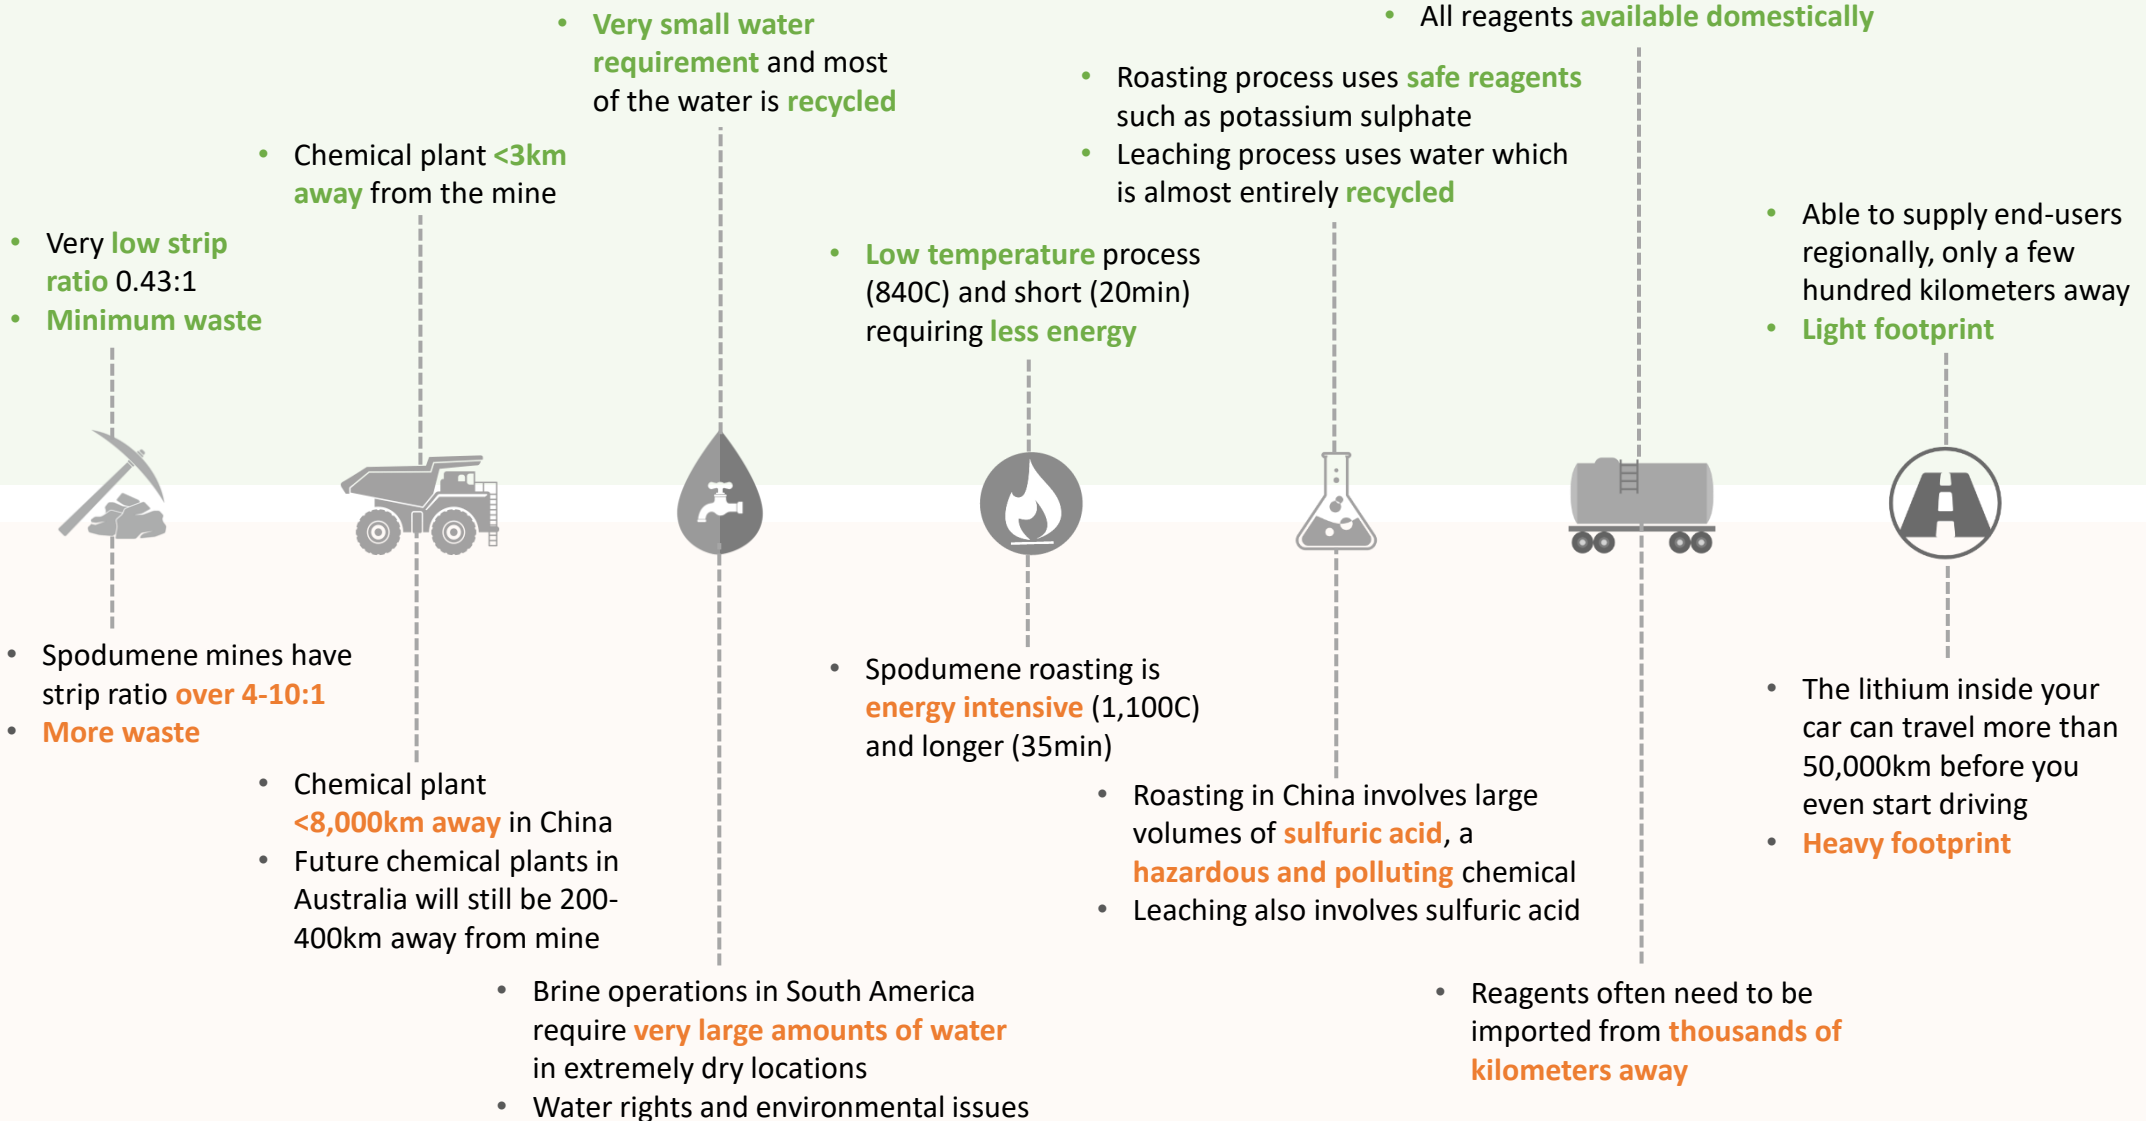 • Very low strip
ratio 0.43:1
• Minimum waste
• Chemical plant <3km
away from the mine
• Very small water
requirement and most
of the water is recycled
• Low temperature process
(840C) and short (20min)
requiring less energy
• Roasting process uses safe reagents
such as potassium sulphate
• Leaching process uses water which
is almost entirely recycled
• All reagents available domestically
• Able to supply end-users
regionally, only a few
hundred kilometers away
• Light footprint
• Spodumene mines have
strip ratio over 4-10:1
• More waste
• Chemical plant
<8,000km away in China
• Future chemical plants in
Australia will still be 200-
400km away from mine
• Brine operations in South America
require very large amounts of water
in extremely dry locations
• Water rights and environmental issues
• Spodumene roasting is
energy intensive (1,100C)
and longer (35min)
• Roasting in China involves large
volumes of sulfuric acid, a
hazardous and polluting chemical
• Leaching also involves sulfuric acid
• Reagents often need to be
imported from thousands of
kilometers away
• The lithium inside your
car can travel more than
50,000km before you
even start driving
• Heavy footprint